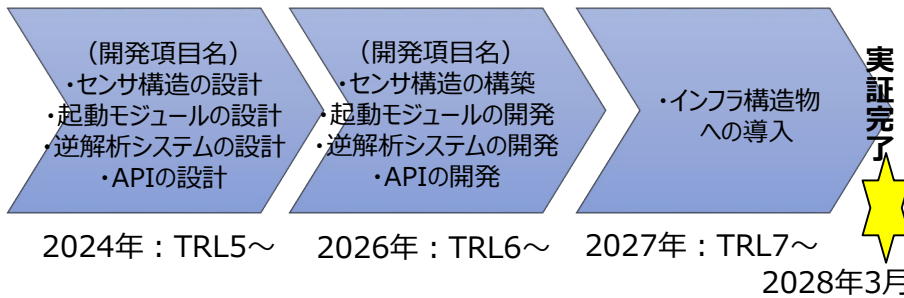 （開発項目名）
・センサ構造の設計
・起動モジュールの設計
・逆解析システムの設計
・APIの設計
（開発項目名）
・センサ構造の構築
・起動モジュールの開発
・逆解析システムの開発
・APIの開発
・インフラ構造物
への導入
実証完了
2024年：TRL5～
2026年：TRL6～
2027年：TRL7～
2028年3月